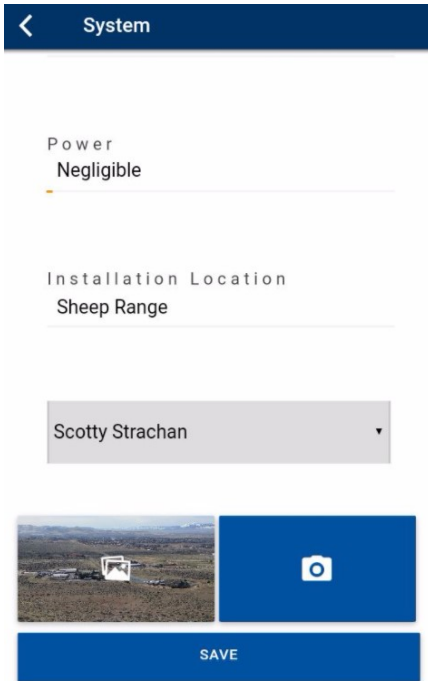 System
Power
Negligible
Installation Location
Sheep Range
Scotty Strachan
SAVE